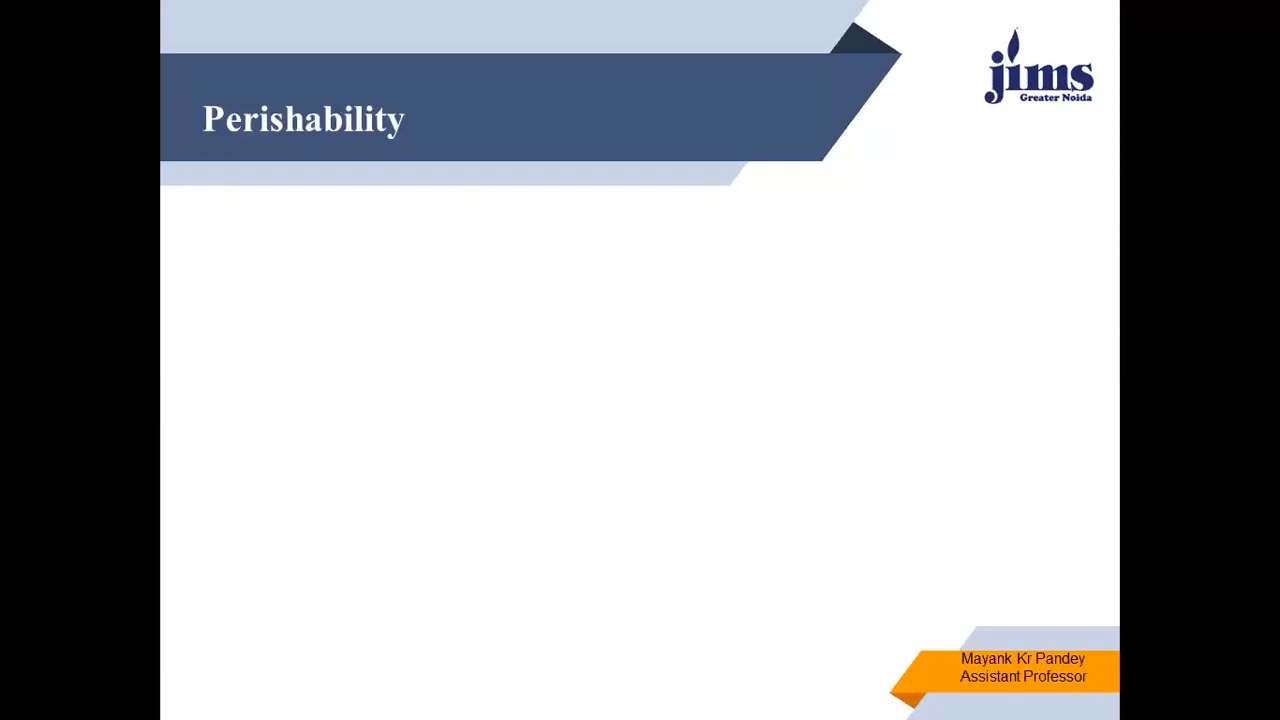 Perishability
jims
Greater Noida
Mayank Kr Pandey
Assistant Professor